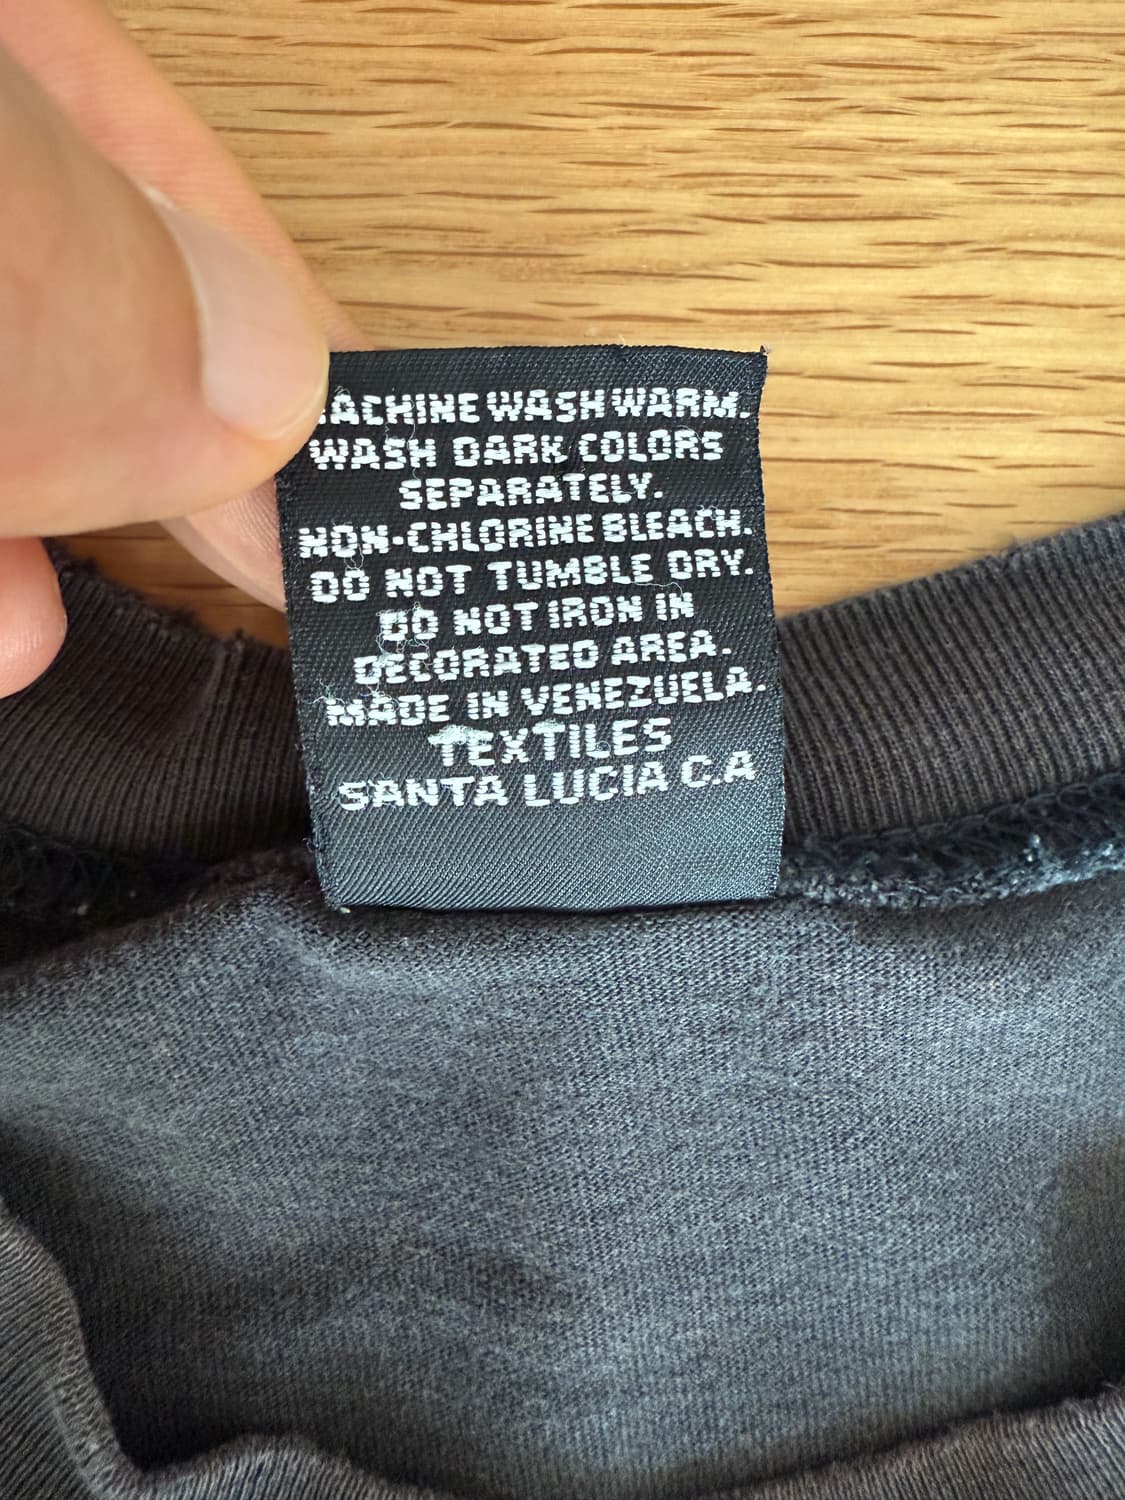 MACHINE WASH WARM.
WASH DARK COLORS
SEPARATELY.
NON-CHLORINE BLEACH.
DO NOT TUMBLE DRY.
DO NOT IRON IN
DECORATED AREA.
MADE IN VENEZUELA.
TEXTILES
SANTA LUCIA C.A